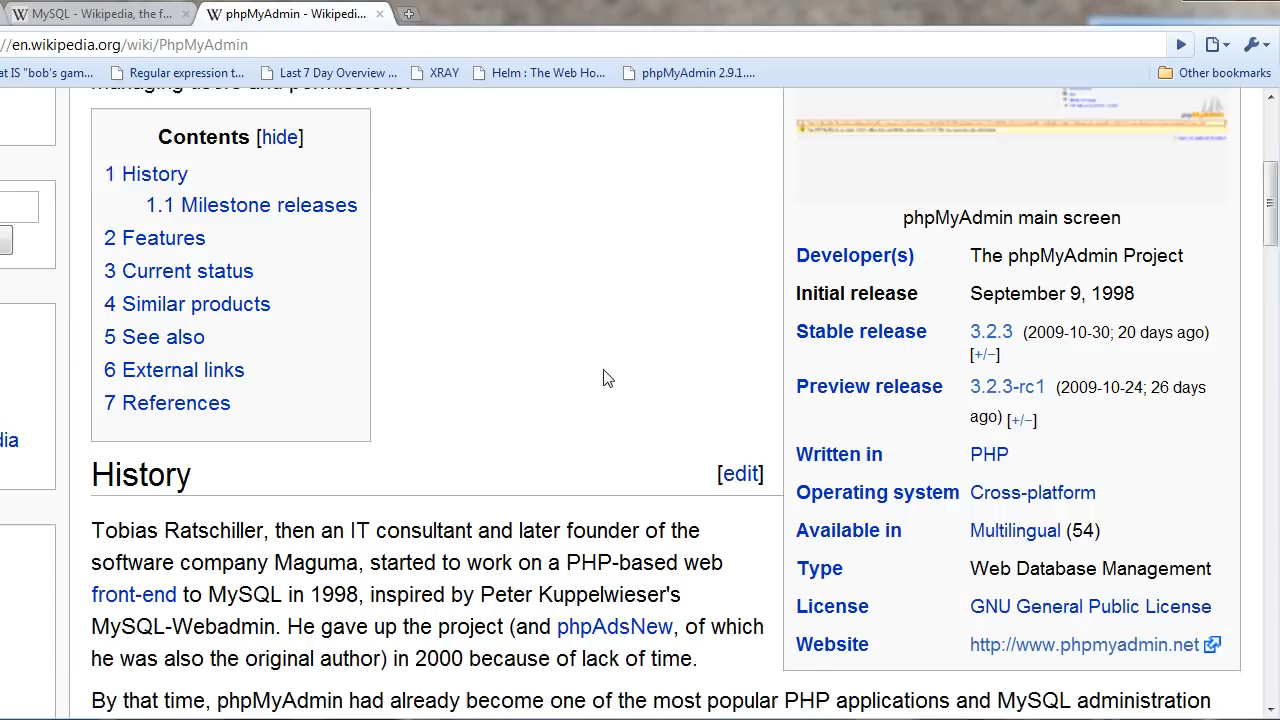 MySQL - Wikipedia, the f...
phpMyAdmin - Wikipedi...
//en.wikipedia.org/wiki/PhpMyAdmin
at IS "bob's gam...
Regular expression t...
Last 7 Day Overview ...
XRAY
Helm : The Web Ho...
phpMyAdmin 2.9.1....
Other bookmarks
managing users and permissions.
Contents [hide]
1 History
1.1 Milestone releases
2 Features
3 Current status
4 Similar products
5 See also
6 External links
7 References
dia
History
[edit]
Tobias Ratschiller, then an IT consultant and later founder of the
software company Maguma, started to work on a PHP-based web
front-end to MySQL in 1998, inspired by Peter Kuppelwieser's
MySQL-Webadmin. He gave up the project (and phpAdsNew, of which
he was also the original author) in 2000 because of lack of time.
By that time, phpMyAdmin had already become one of the most popular PHP applications and MySQL administration
phpMyAdmin main screen
Developer(s) The phpMyAdmin Project
Initial release September 9, 1998
Stable release 3.2.3 (2009-10-30; 20 days ago)
[+/−]
Preview release 3.2.3-rc1 (2009-10-24; 26 days
ago) [+/−]
Written in PHP
Operating system Cross-platform
Available in Multilingual (54)
Type Web Database Management
License GNU General Public License
Website http://www.phpmyadmin.net